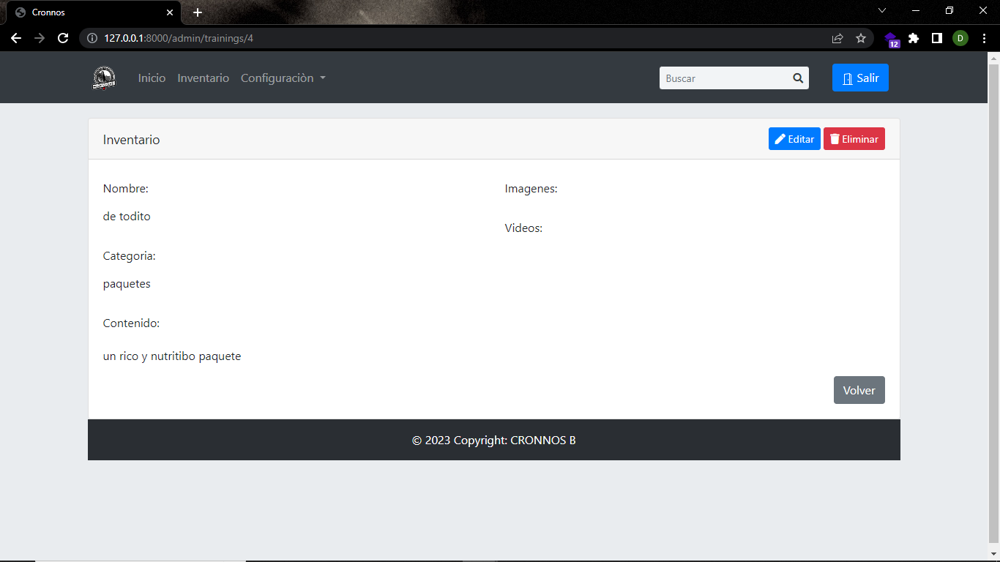 Cronnos
127.0.0.1:8000/admin/trainings/4
12
D
CRONNOS
Inicio Inventario Configuraciòn
Buscar
Salir
Inventario
Editar Eliminar
Nombre:
de todito
Categoria:
paquetes
Contenido:
un rico y nutritibo paquete
Imagenes:
Videos:
Volver
© 2023 Copyright: CRONNOS B